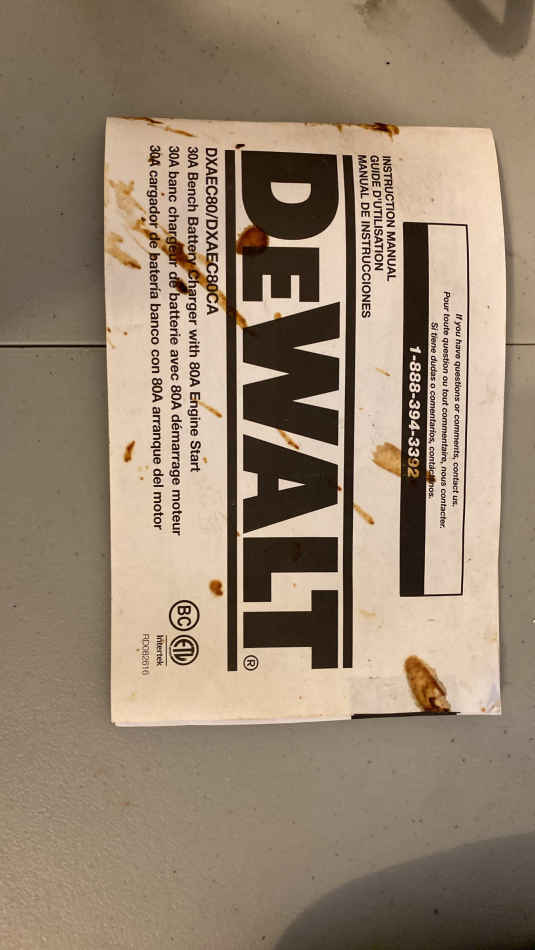 If you have questions or comments, contact us.
Pour toute question ou tout commentaire, nous contacter.
Si tiene dudas o comentarios, contáctenos.
1-888-394-3392
INSTRUCTION MANUAL
GUIDE D'UTILISATION
MANUAL DE INSTRUCCIONES
DEWALT®
DXAEC80/DXAEC80CA
30A Bench Battery Charger with 80A Engine Start
30A banc chargeur de batterie avec 80A démarrage moteur
30A cargador de batería banco con 80A arranque del motor
BC
ETL
Intertek
RD082616